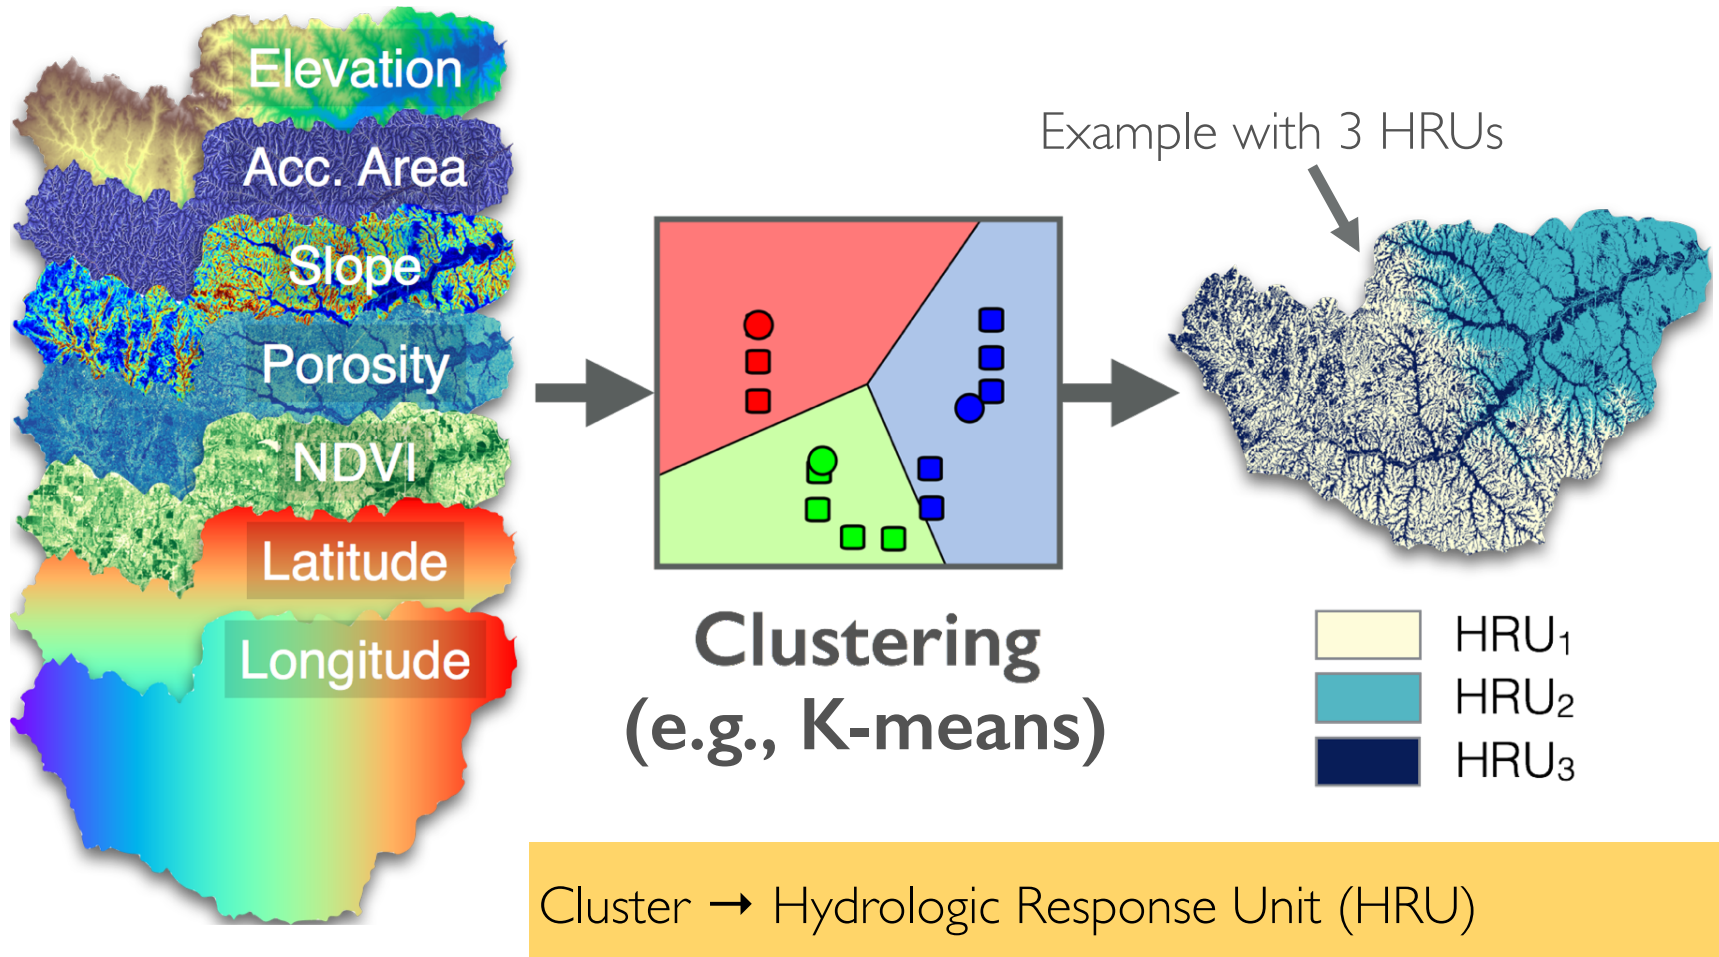 Elevation
Acc. Area
Slope
Porosity
NDVI
Latitude
Longitude
Clustering
(e.g., K-means)
Example with 3 HRUs
HRU₁
HRU₂
HRU₃
Cluster → Hydrologic Response Unit (HRU)